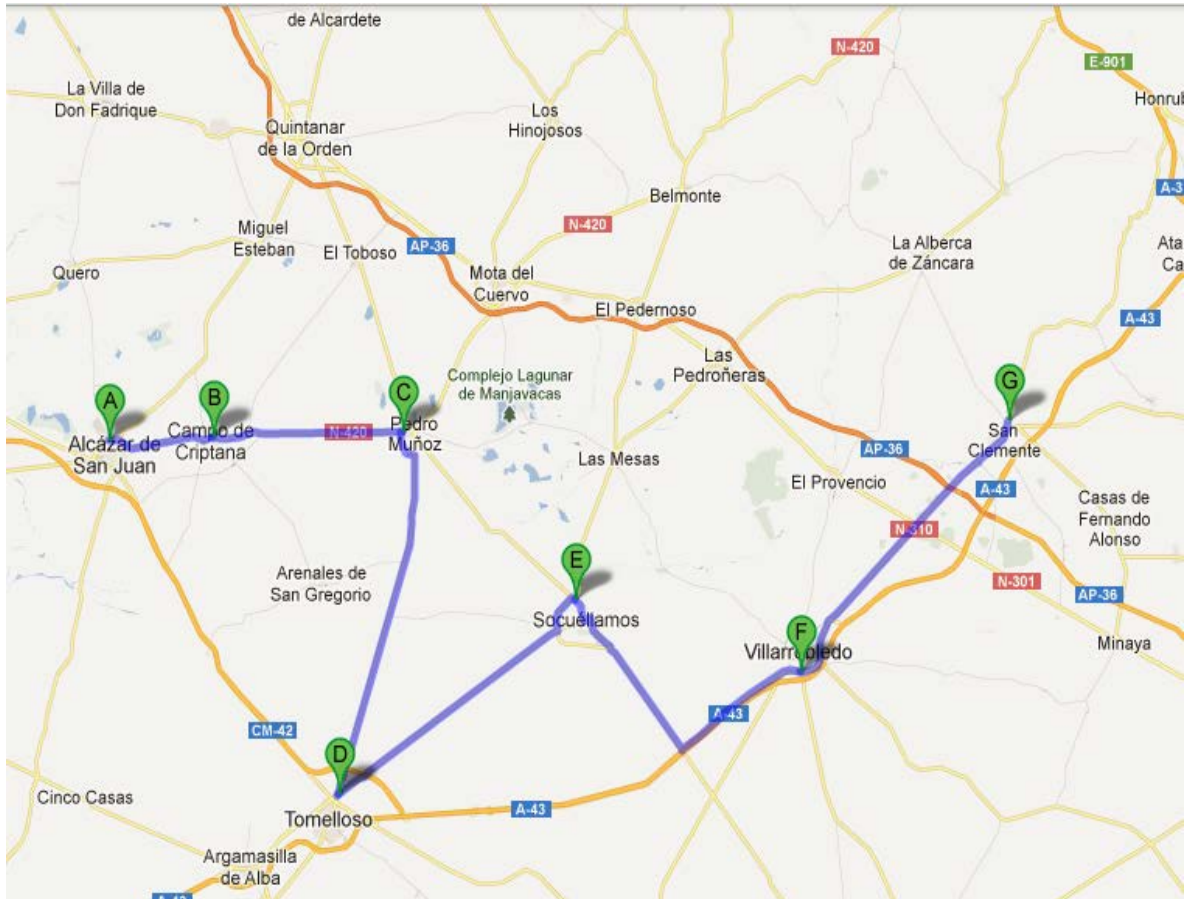 de Alcardete
N-420
E-901
La Villa de
Don Fadrique
Los
Hinojosos
Honrub
Quintanar
de la Orden
A-3
Belmonte
N-420
Miguel
Esteban
El Toboso
AP-36
La Alberca
de Záncara
Ata
Ca
Quero
Mota del
Cuervo
El Pedernoso
A-43
Las
Pedroñeras
Complejo Lagunar
de Manjavacas
A
B
C
G
Alcázar de
San Juan
Campo de
Criptana
N-420
Pedro
Muñoz
San
Clemente
Las Mesas
AP-36
El Provencio
A-43
Casas de
Fernando
Alonso
N-310
E
Arenales de
San Gregorio
N-301
AP-36
Socuéllamos
F
Villarrobledo
Minaya
A-43
CM-42
D
Cinco Casas
A-43
Tomelloso
Argamasilla
de Alba